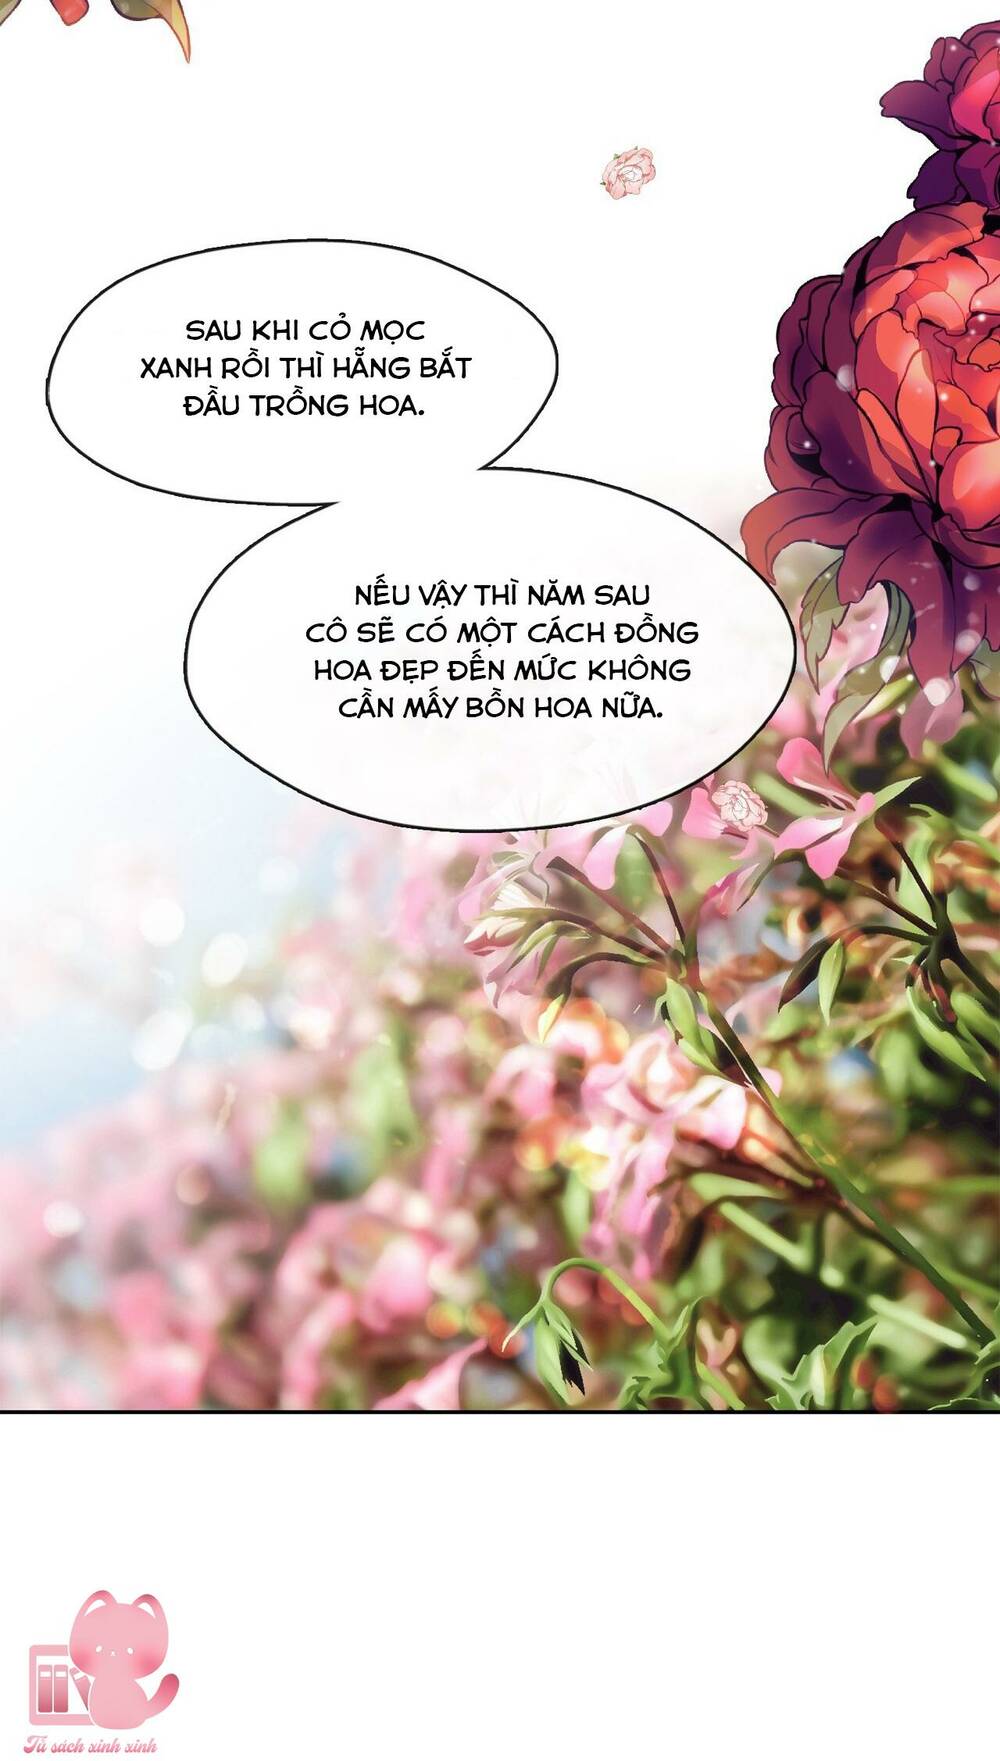 SAU KHI CỎ MỌC
XANH RỒI THÌ HẴNG BẮT
ĐẦU TRỒNG HOA.
NẾU VẬY THÌ NĂM SAU
CÔ SẼ CÓ MỘT CÁCH ĐỒNG
HOA ĐẸP ĐẾN MỨC KHÔNG
CẦN MẤY BỒN HOA NỮA.
Tủ sách xinh xinh